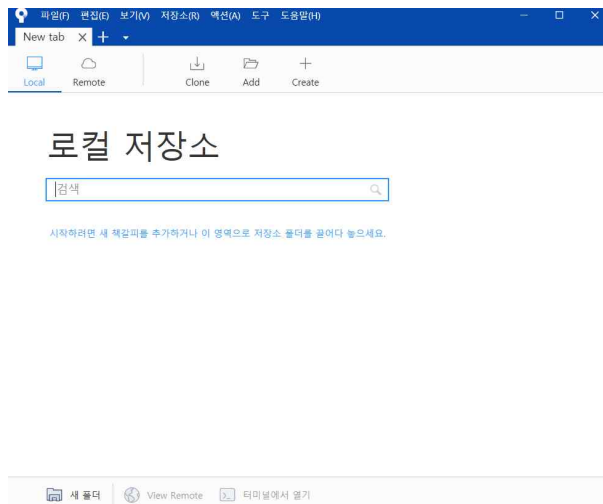 파일(F) 편집(E) 보기(V) 저장소(R) 액션(A) 도구 도움말(H)
New tab
Local Remote Clone Add Create
로컬 저장소
검색
시작하려면 새 책갈피를 추가하거나 이 영역으로 저장소 폴더를 끌어다 놓으세요.
새 폴더 View Remote 터미널에서 열기